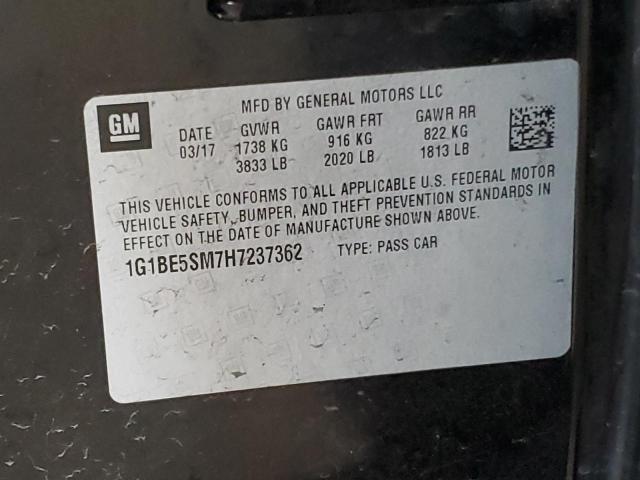 GM
MFD BY GENERAL MOTORS LLC
DATE GVWR GAWR FRT GAWR RR
03/17 1738 KG 916 KG 822 KG
3833 LB 2020 LB 1813 LB
THIS VEHICLE CONFORMS TO ALL APPLICABLE U.S. FEDERAL MOTOR
VEHICLE SAFETY, BUMPER, AND THEFT PREVENTION STANDARDS IN
EFFECT ON THE DATE OF MANUFACTURE SHOWN ABOVE.
1G1BE5SM7H7237362 TYPE: PASS CAR